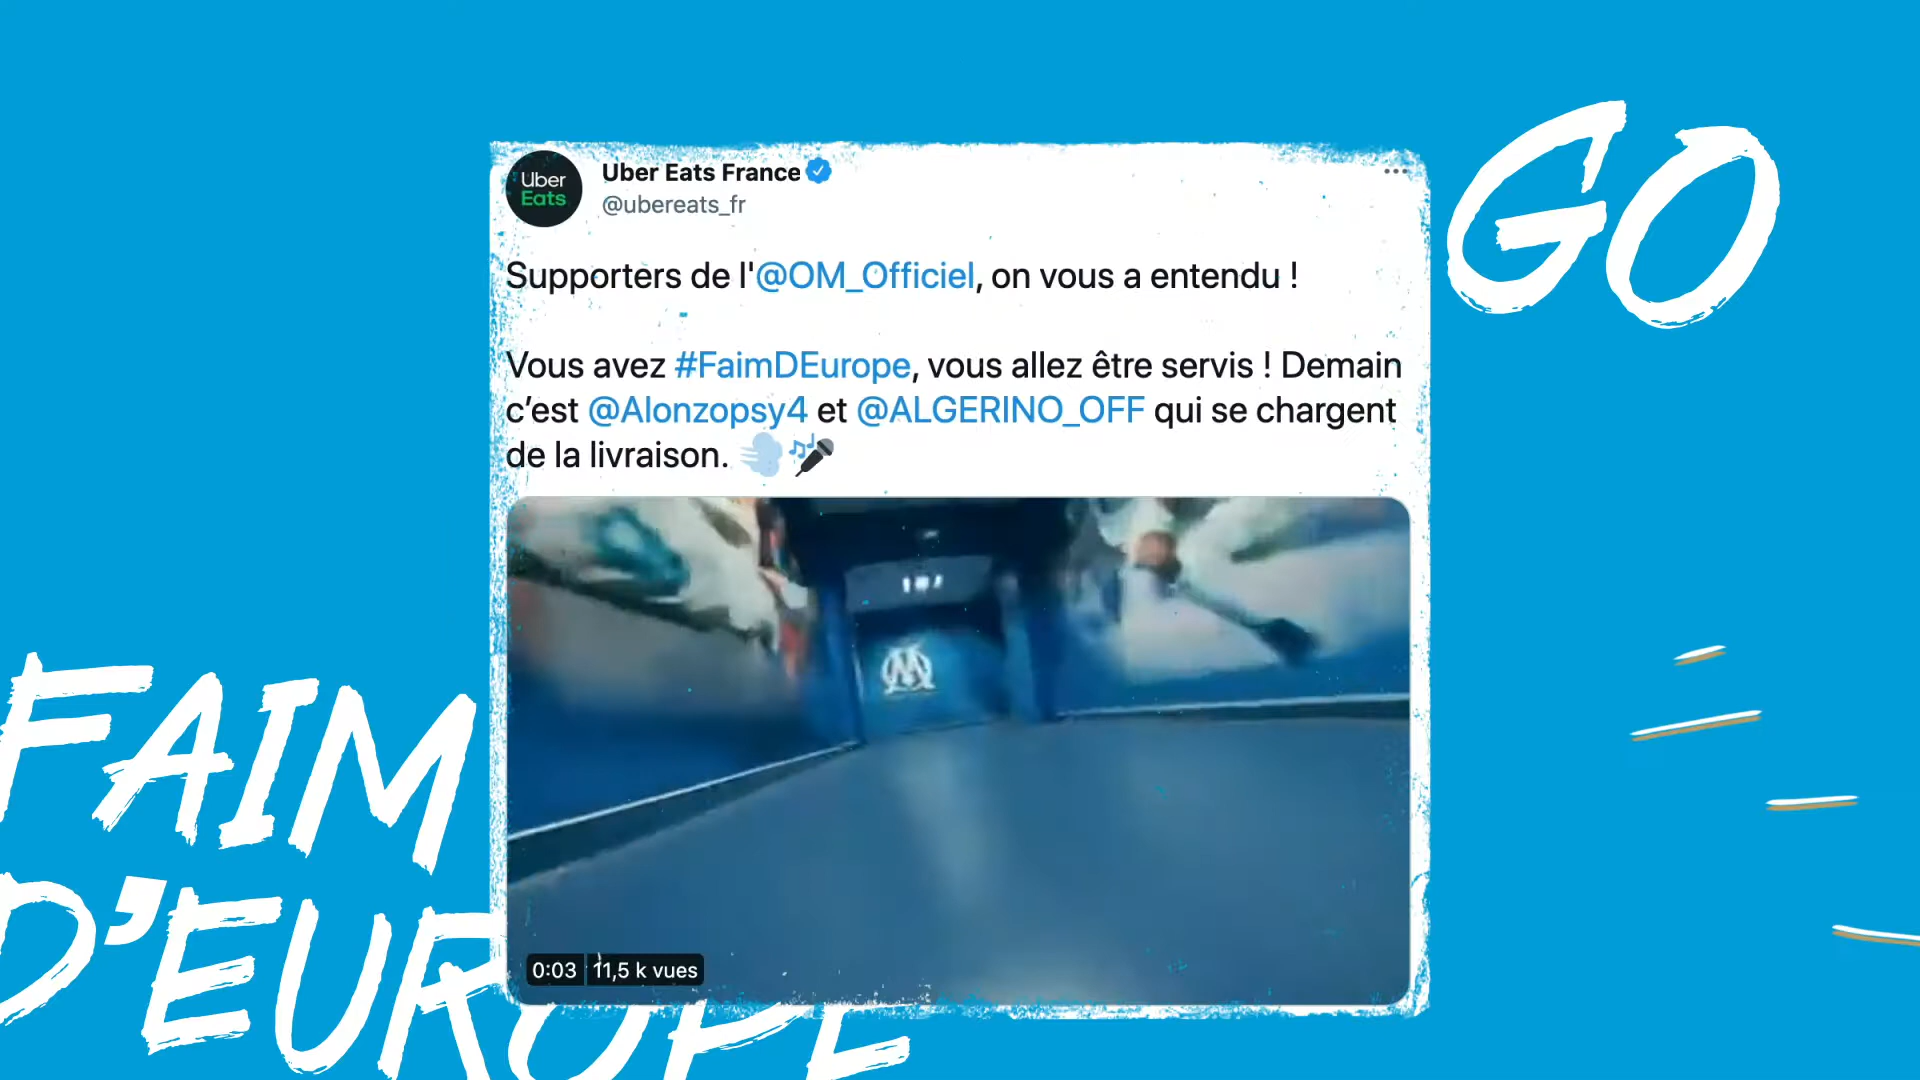 GO
Uber
Eats
Uber Eats France
@ubereats_fr
Supporters de l'@OM_Officiel, on vous a entendu !
Vous avez #FaimDEurope, vous allez être servis ! Demain
c’est @Alonzopsy4 et @ALGERINO_OFF qui se chargent
de la livraison.
0:03 11,5 k vues
FAIM
D’EUROPE